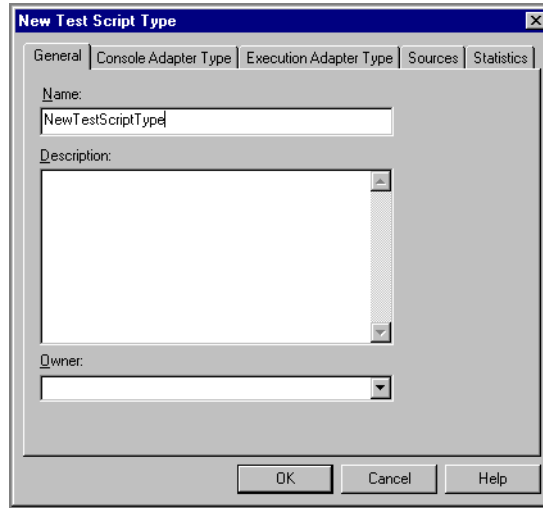 New Test Script Type
General Console Adapter Type Execution Adapter Type Sources Statistics
Name:
NewTestScriptType
Description:
Owner:
OK Cancel Help